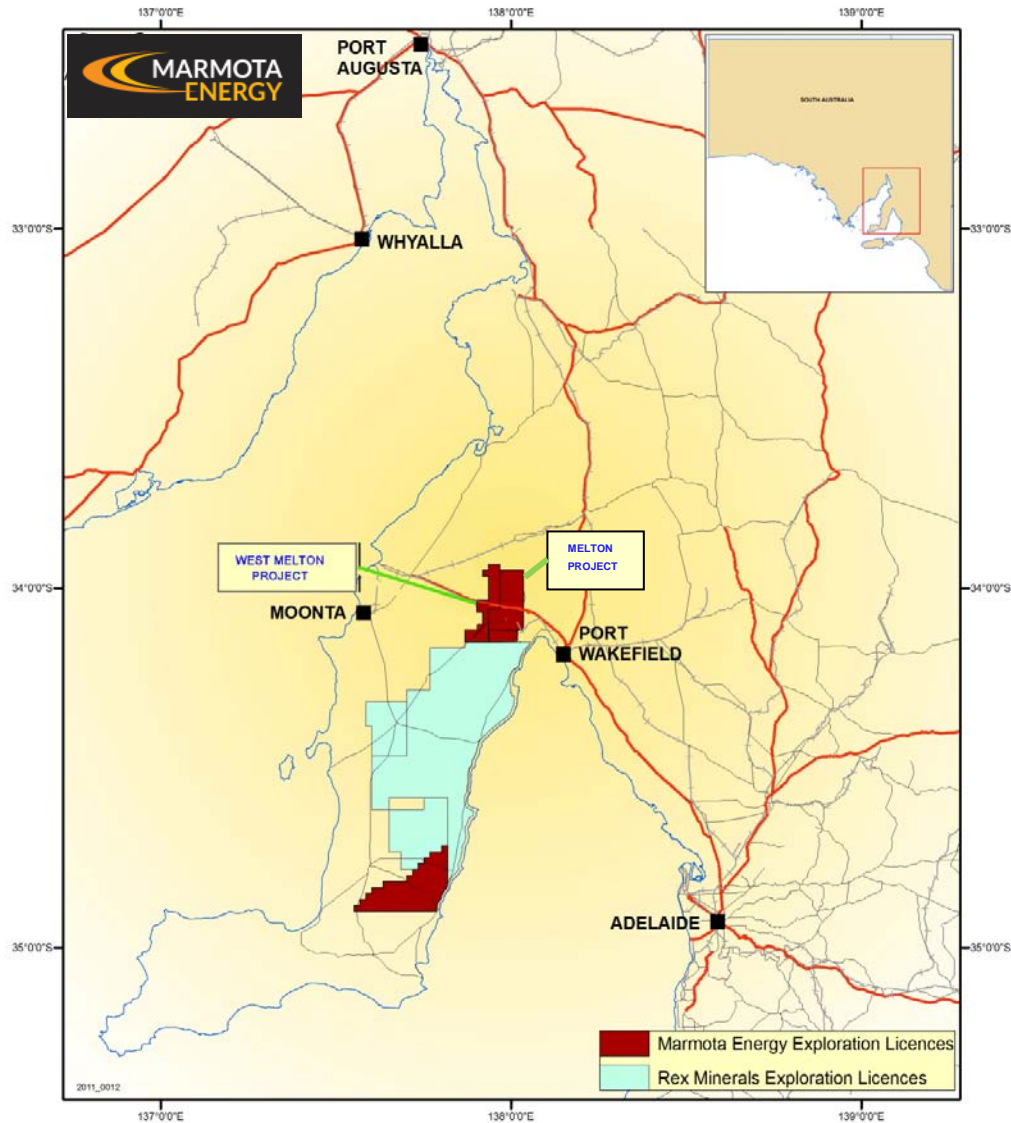 137°0'0"E
138°0'0"E
139°0'0"E
MARMOTA
ENERGY
PORT
AUGUSTA
SOUTH AUSTRALIA
33°0'0"S
33°0'0"S
WHYALLA
WEST MELTON
PROJECT
MELTON
PROJECT
34°0'0"S
34°0'0"S
MOONTA
PORT
WAKEFIELD
ADELAIDE
35°0'0"S
35°0'0"S
Marmota Energy Exploration Licences
Rex Minerals Exploration Licences
2011_0012
137°0'0"E
138°0'0"E
139°0'0"E